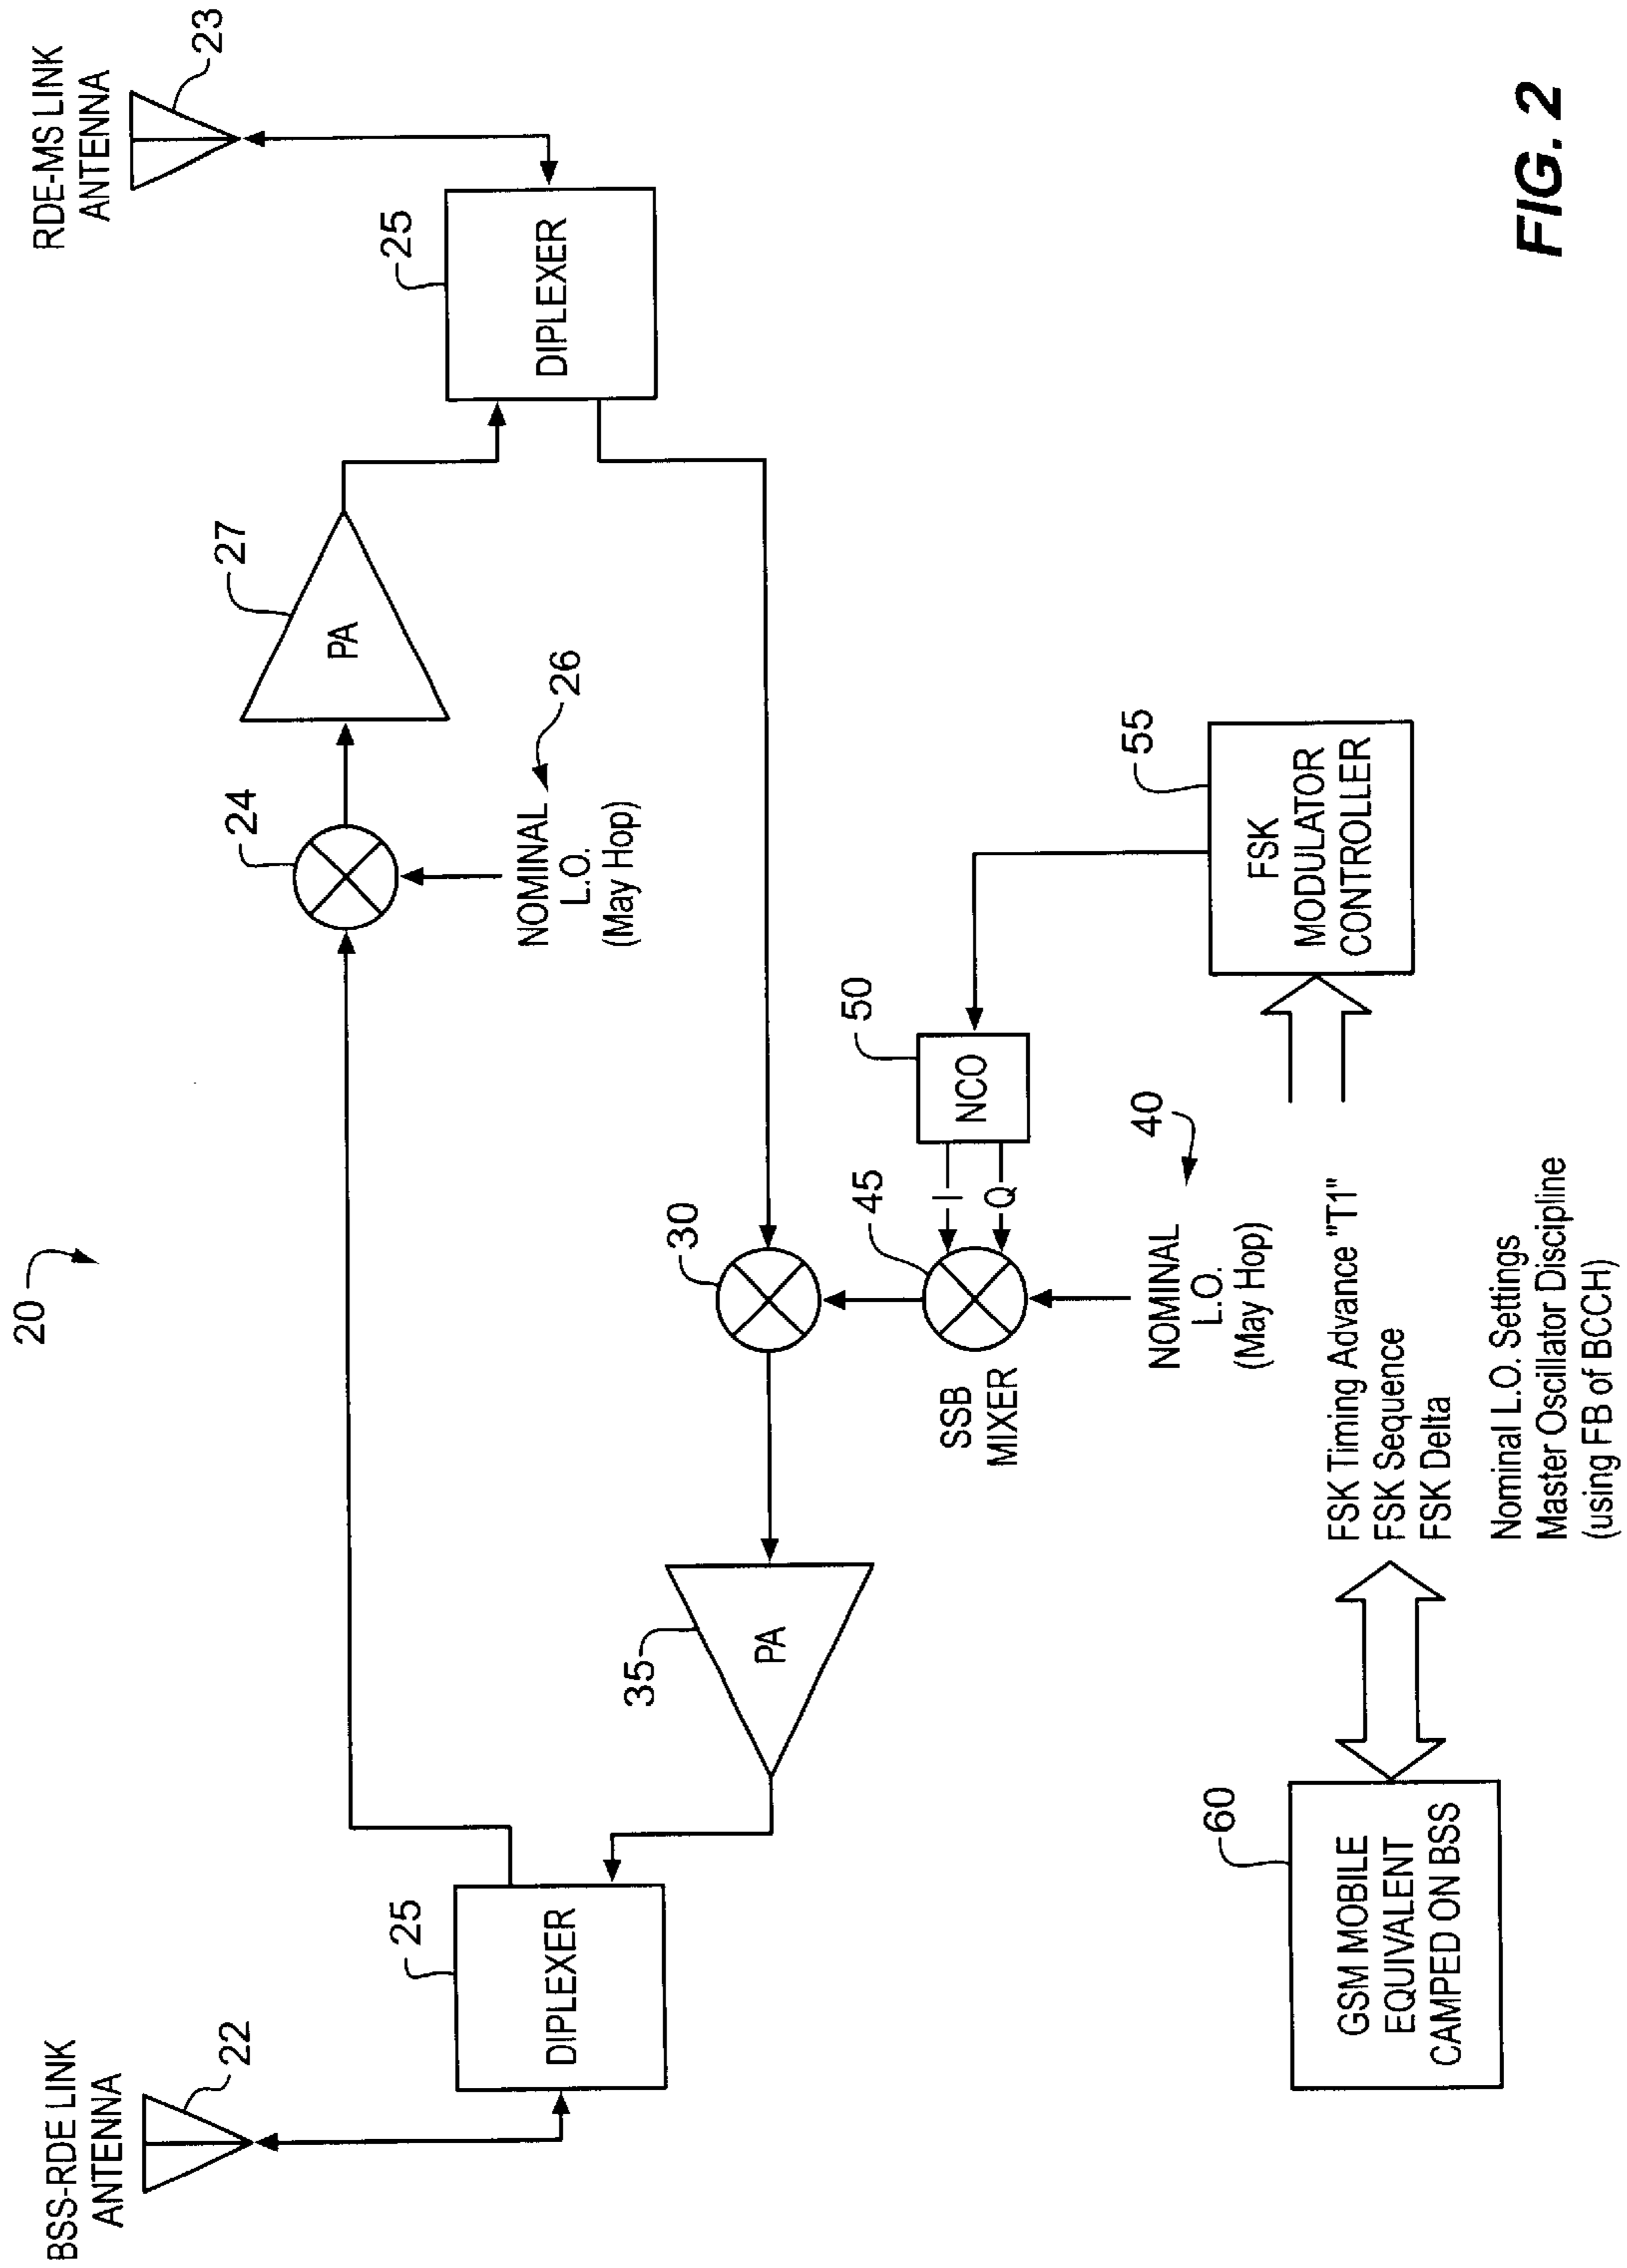 20
BSS-RDE LINK
ANTENNA
22
RDE-MS LINK
ANTENNA
23
24
27
PA
25
DIPLEXER
25
DIPLEXER
NOMINAL
L.O.
(May Hop)
26
35
PA
30
SSB
MIXER
45
I
Q
50
NCO
NOMINAL
L.O.
(May Hop)
40
55
FSK
MODULATOR
CONTROLLER
60
GSM MOBILE
EQUIVALENT
CAMPED ON BSS
FSK Timing Advance "T1"
FSK Sequence
FSK Delta
Nominal L.O. Settings
Master Oscillator Discipline
(using FB of BCCH)
FIG. 2